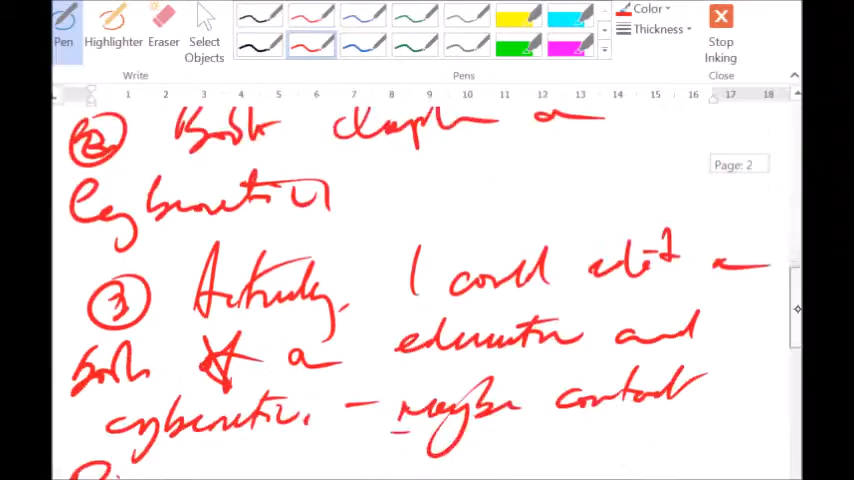 Pen Highlighter Eraser Select Objects Color Thickness Stop Inking
Write Pens Close
1 2 3 4 5 6 7 8 9 10 11 12 13 14 15 16 17 18
② Book chapter on
Page: 2
Cybernetics
③ Actually, I could edit a
book on education and
cybernetics. - maybe contact